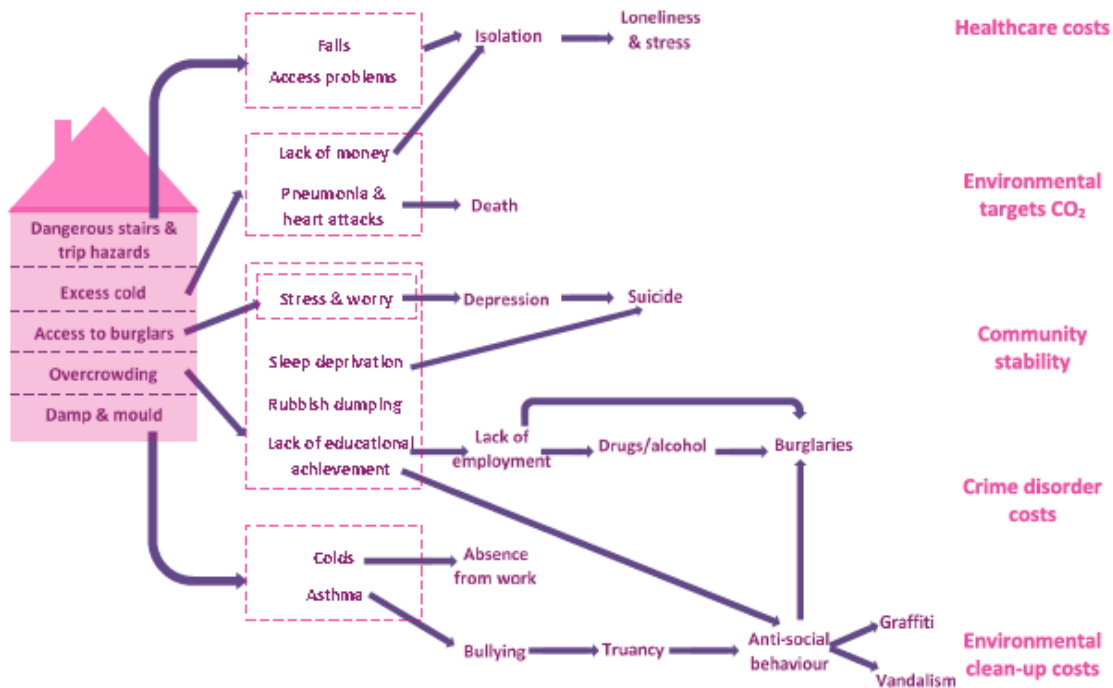 Dangerous stairs &
trip hazards
Excess cold
Access to burglars
Overcrowding
Damp & mould
Falls
Access problems
Isolation
Loneliness
& stress
Lack of money
Pneumonia &
heart attacks
Death
Stress & worry
Depression
Suicide
Sleep deprivation
Rubbish dumping
Lack of educational
achievement
Lack of
employment
Drugs/alcohol
Burglaries
Colds
Absence
from work
Asthma
Bullying
Truancy
Anti-social
behaviour
Graffiti
Vandalism
Healthcare costs
Environmental
targets CO₂
Community
stability
Crime disorder
costs
Environmental
clean-up costs